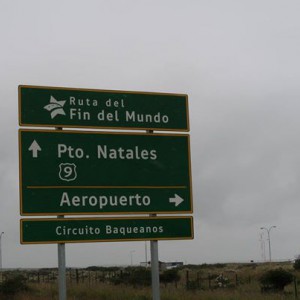 Ruta del
Fin del Mundo
Pto. Natales
9
Aeropuerto
Circuito Baqueanos